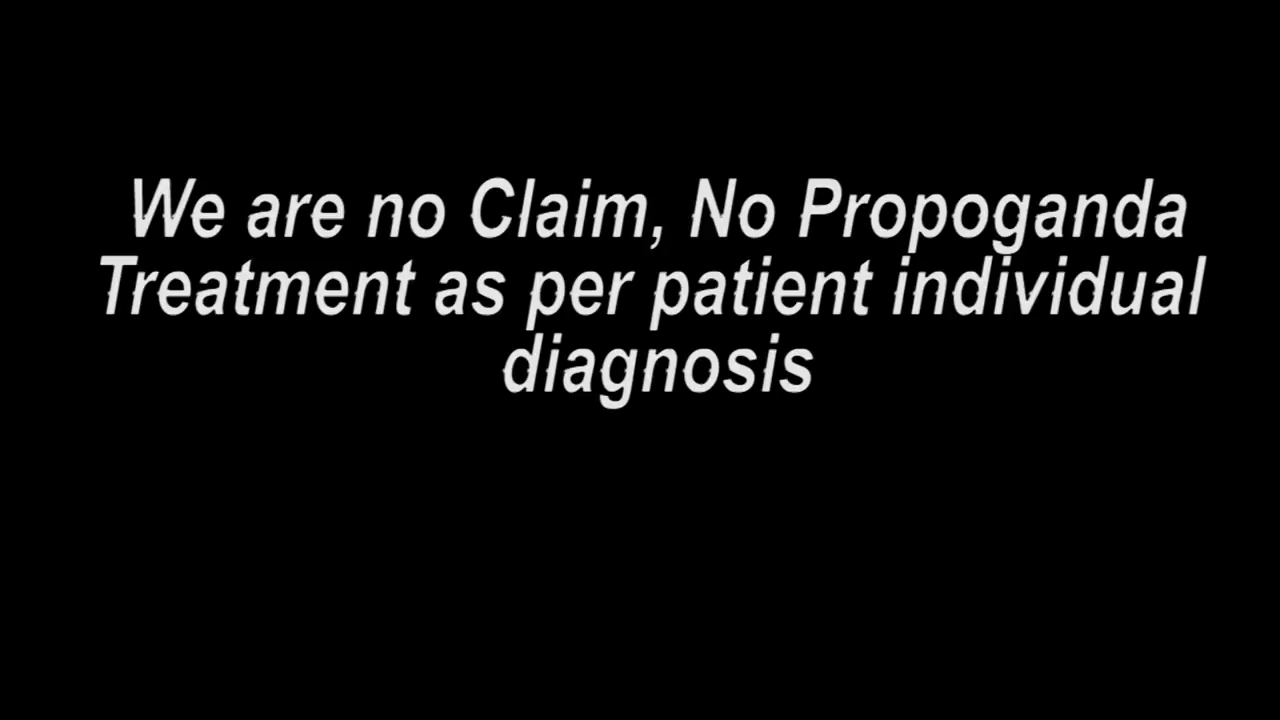 We are no Claim, No Propoganda
Treatment as per patient individual
diagnosis